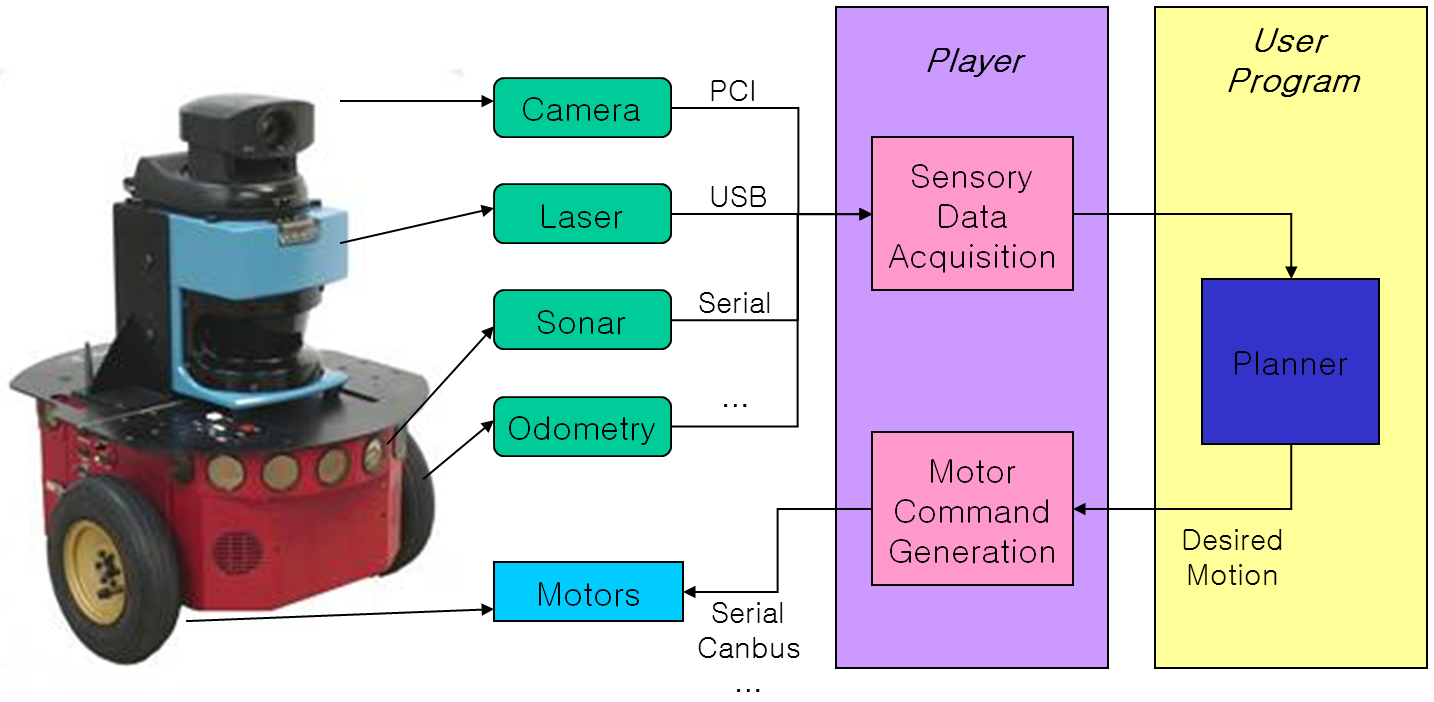 Player
User
Program
Camera
PCI
Sensory
Data
Acquisition
Laser
USB
Sonar
Serial
Planner
Odometry
...
Motor
Command
Generation
Desired
Motion
Motors
Serial
Canbus
...